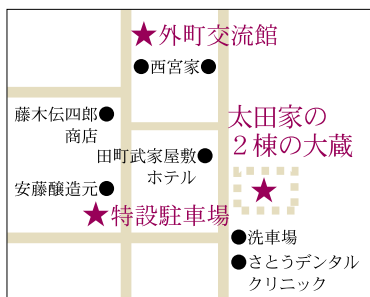 ★外町交流館
●西宮家●
藤木伝四郎●
商店
太田家の
２棟の大蔵
田町武家屋敷●
ホテル
安藤醸造元●
★
★特設駐車場
●洗車場
●さとうデンタル
クリニック